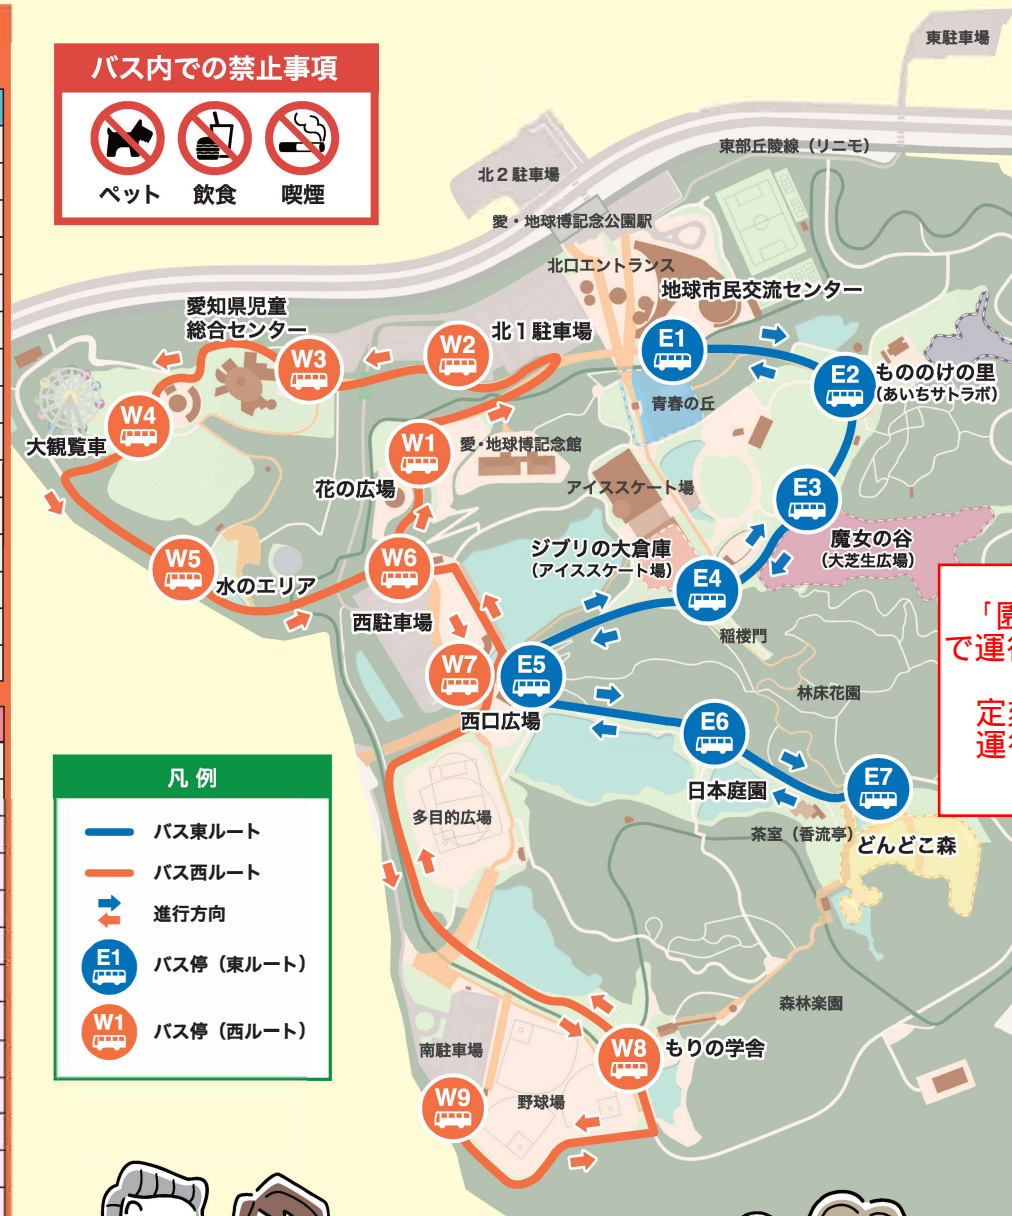 東駐車場
バス内での禁止事項
ペット
飲食
喫煙
東部丘陵線（リニモ）
北２駐車場
愛・地球博記念公園駅
北口エントランス
地球市民交流センター
愛知県児童
総合センター
北１駐車場
W2
W3
E1
E2
もののけの里
(あいちサトラボ)
青春の丘
W4
大観覧車
W1
愛・地球博記念館
花の広場
アイススケート場
E3
魔女の谷
(大芝生広場)
ジブリの大倉庫
(アイススケート場)
W5
水のエリア
W6
西駐車場
E4
稲楼門
「園
で運行
定刻
運行
W7
E5
西口広場
林床花園
E6
日本庭園
E7
茶室（香流亭）
どんどこ森
多目的広場
凡 例
バス東ルート
バス西ルート
進行方向
E1
バス停（東ルート）
W1
バス停（西ルート）
森林楽園
南駐車場
W8
もりの学舎
W9
野球場